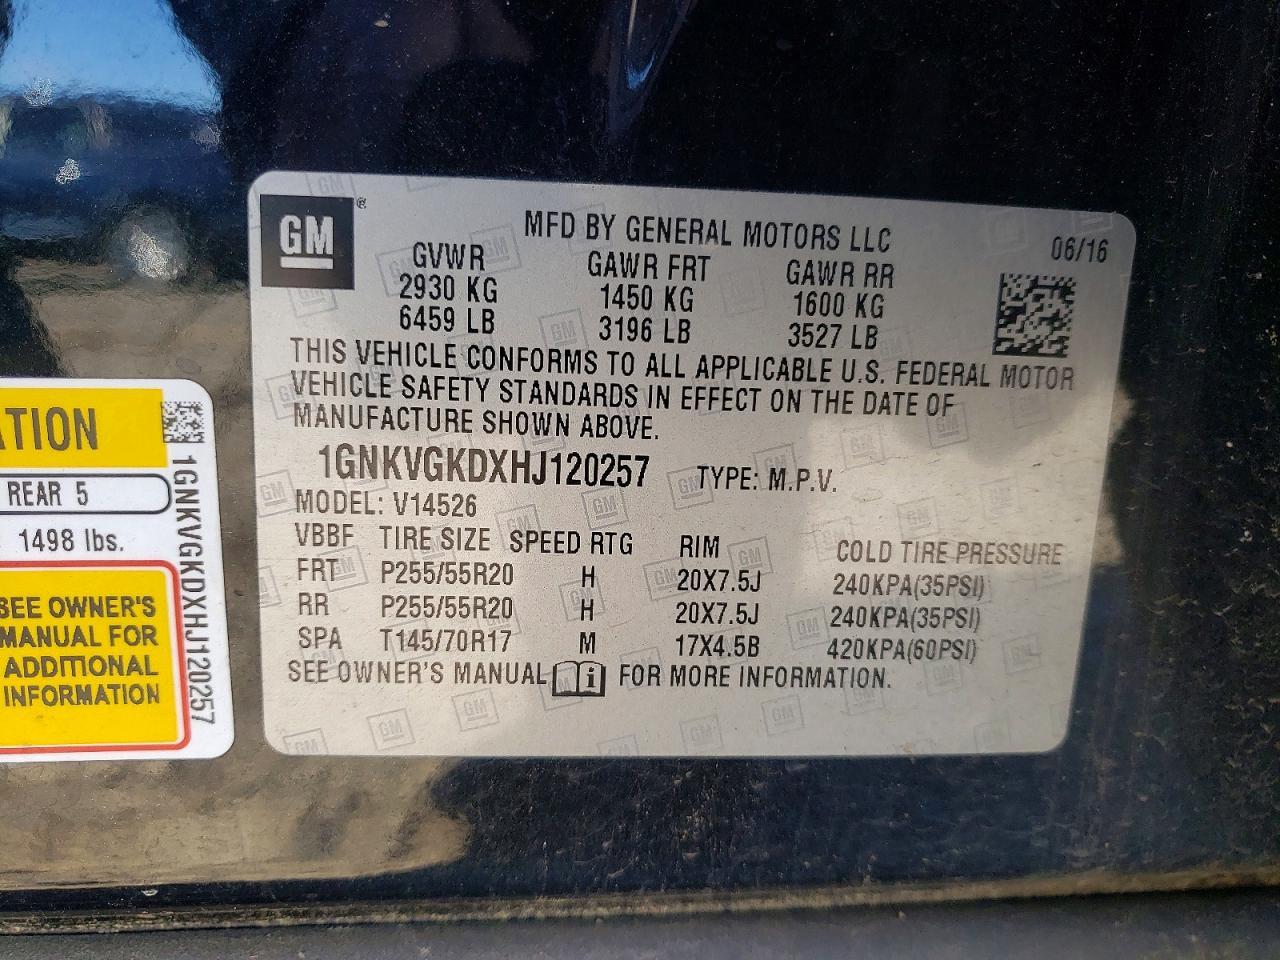 GM
MFD BY GENERAL MOTORS LLC
06/16
GVWR GAWR FRT GAWR RR
2930 KG 1450 KG 1600 KG
6459 LB 3196 LB 3527 LB
THIS VEHICLE CONFORMS TO ALL APPLICABLE U.S. FEDERAL MOTOR
VEHICLE SAFETY STANDARDS IN EFFECT ON THE DATE OF
MANUFACTURE SHOWN ABOVE.
1GNKVGKDXHJ120257 TYPE: M.P.V.
MODEL: V14526
VBBF TIRE SIZE SPEED RTG RIM COLD TIRE PRESSURE
FRT P255/55R20 H 20X7.5J 240KPA(35PSI)
RR P255/55R20 H 20X7.5J 240KPA(35PSI)
SPA T145/70R17 M 17X4.5B 420KPA(60PSI)
SEE OWNER'S MANUAL i FOR MORE INFORMATION.
ATION
REAR 5
1498 lbs.
SEE OWNER'S
MANUAL FOR
ADDITIONAL
INFORMATION
1GNKVGKDXHJ120257